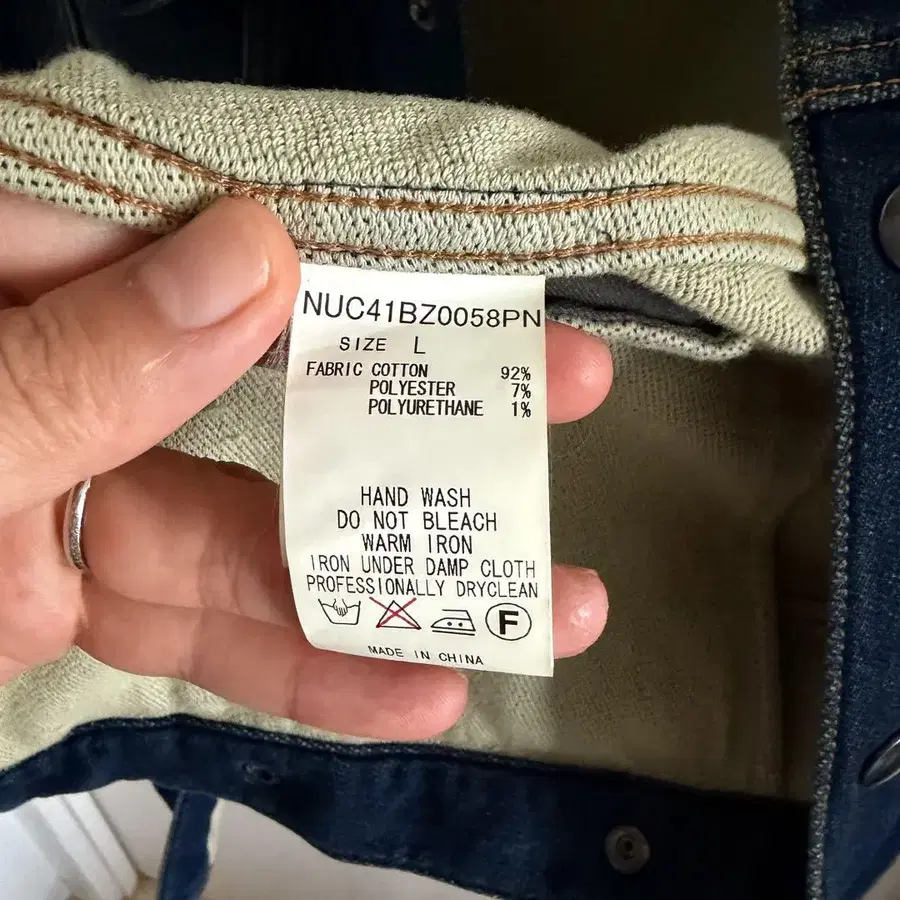 NUC41BZ0058PN
SIZE L
FABRIC COTTON 92%
POLYESTER 7%
POLYURETHANE 1%
HAND WASH
DO NOT BLEACH
WARM IRON
IRON UNDER DAMP CLOTH
PROFESSIONALLY DRYCLEAN
F
MADE IN CHINA